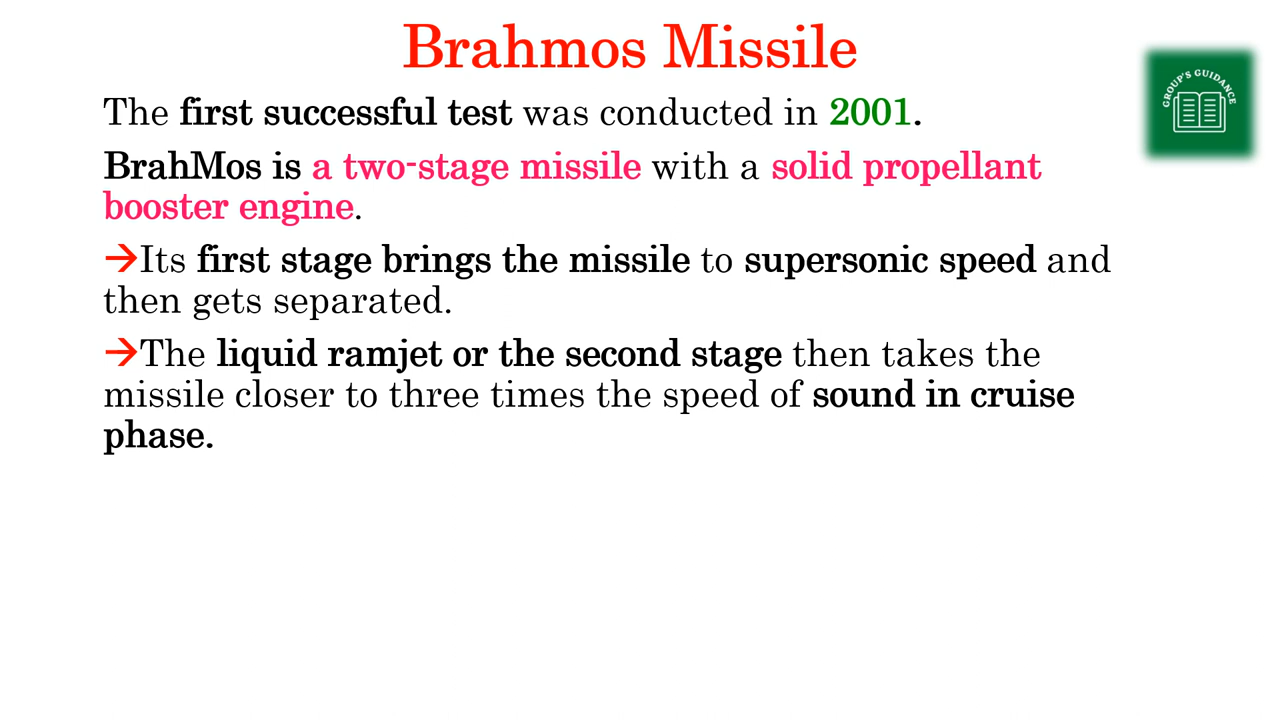 Brahmos Missile
GROUP'S GUIDANCE
The first successful test was conducted in 2001.
BrahMos is a two-stage missile with a solid propellant
booster engine.
→Its first stage brings the missile to supersonic speed and
then gets separated.
→The liquid ramjet or the second stage then takes the
missile closer to three times the speed of sound in cruise
phase.